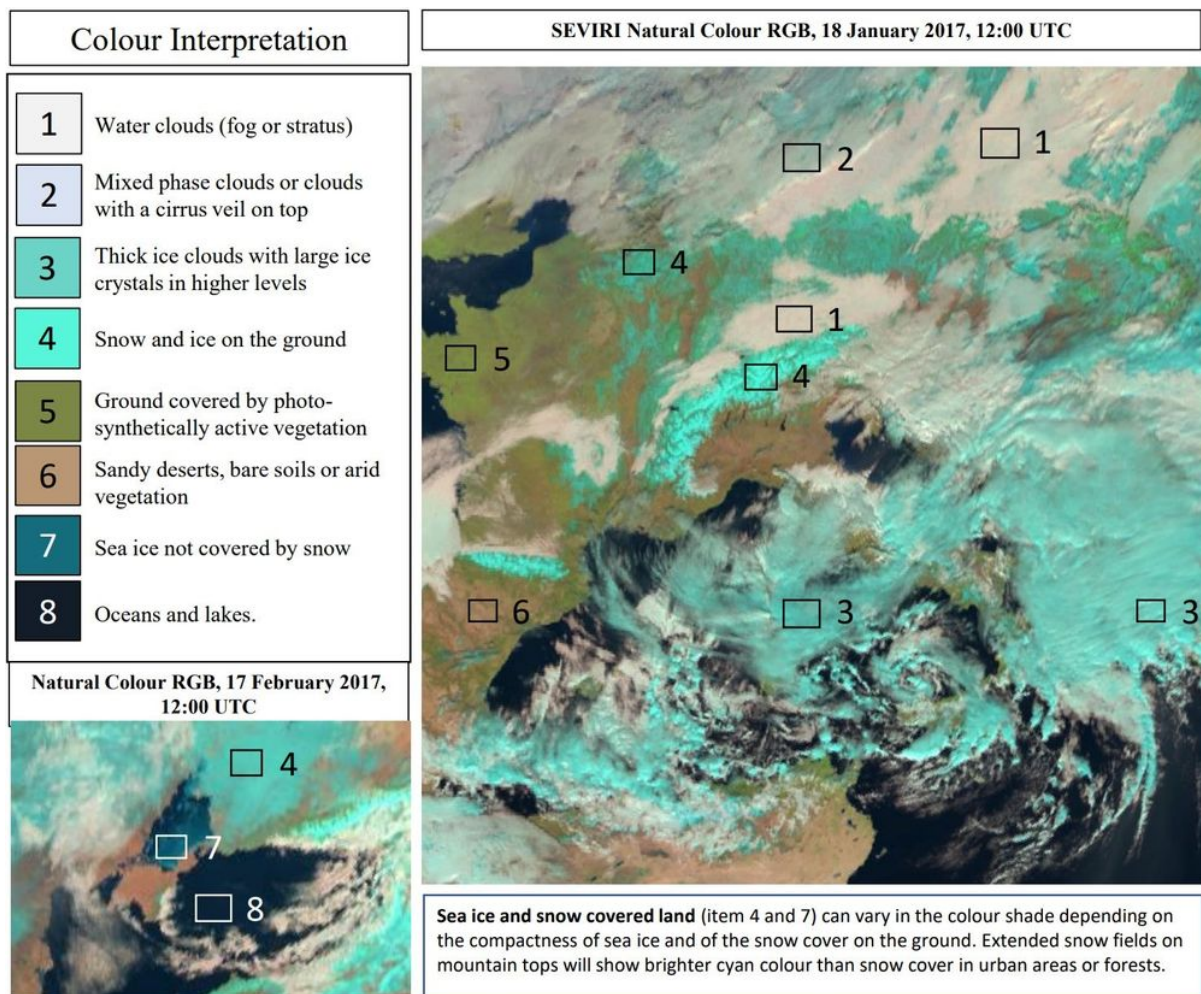 Colour Interpretation
1
Water clouds (fog or stratus)
2
Mixed phase clouds or clouds
with a cirrus veil on top
3
Thick ice clouds with large ice
crystals in higher levels
4
Snow and ice on the ground
5
Ground covered by photo-
synthetically active vegetation
6
Sandy deserts, bare soils or arid
vegetation
7
Sea ice not covered by snow
8
Oceans and lakes.
Natural Colour RGB, 17 February 2017,
12:00 UTC
4
7
8
SEVIRI Natural Colour RGB, 18 January 2017, 12:00 UTC
1
2
4
1
5
4
6
3
3
Sea ice and snow covered land (item 4 and 7) can vary in the colour shade depending on
the compactness of sea ice and of the snow cover on the ground. Extended snow fields on
mountain tops will show brighter cyan colour than snow cover in urban areas or forests.